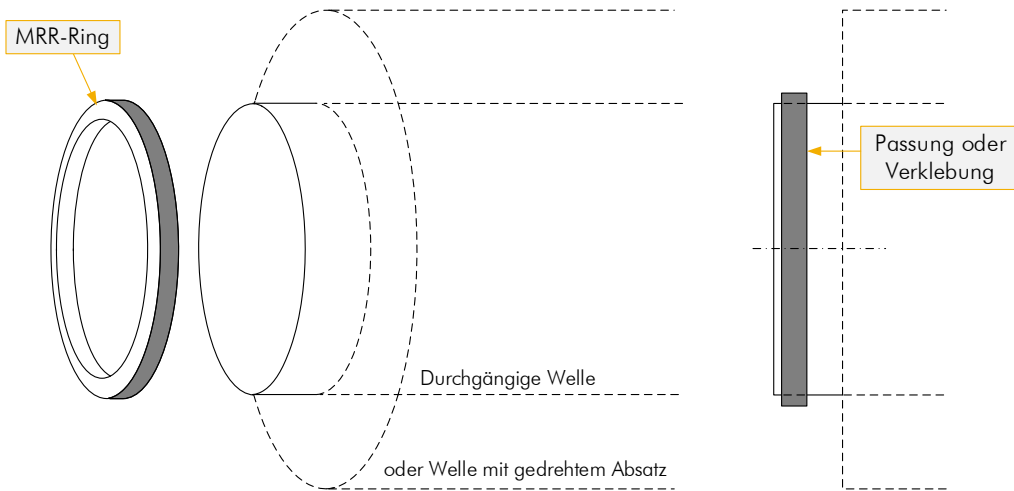 MRR-Ring
Passung oder
Verklebung
Durchgängige Welle
oder Welle mit gedrehtem Absatz